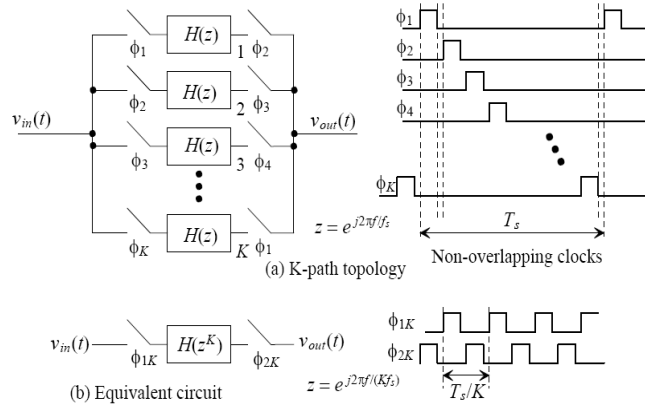 ϕ1 H(z) 1 ϕ2
ϕ2 H(z) 2 ϕ3
vin(t) vout(t)
ϕ3 H(z) 3 ϕ4
ϕK H(z) K ϕ1
z = e^{j2πf/fs}
(a) K-path topology
ϕ1
ϕ2
ϕ3
ϕ4
ϕK
Ts
Non-overlapping clocks
vin(t) ϕ1K H(z^K) ϕ2K vout(t)
(b) Equivalent circuit
z = e^{j2πf/(Kfs)}
ϕ1K
ϕ2K
Ts/K